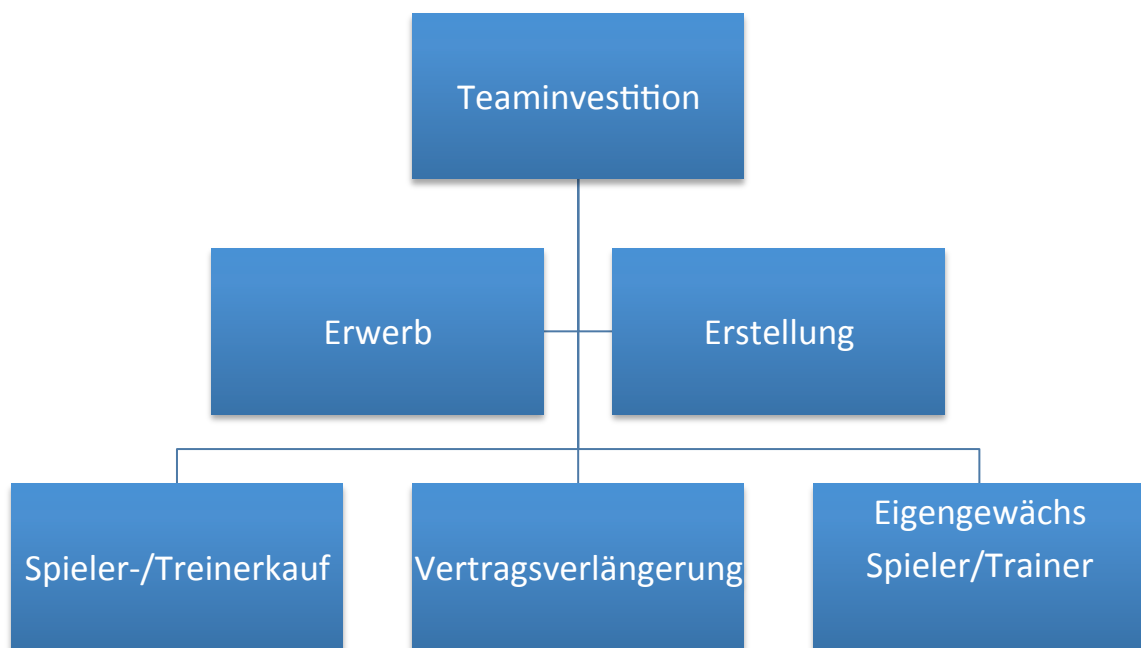 Teaminvestition
Erwerb
Erstellung
Spieler-/Treinerkauf
Vertragsverlängerung
Eigengewächs
Spieler/Trainer